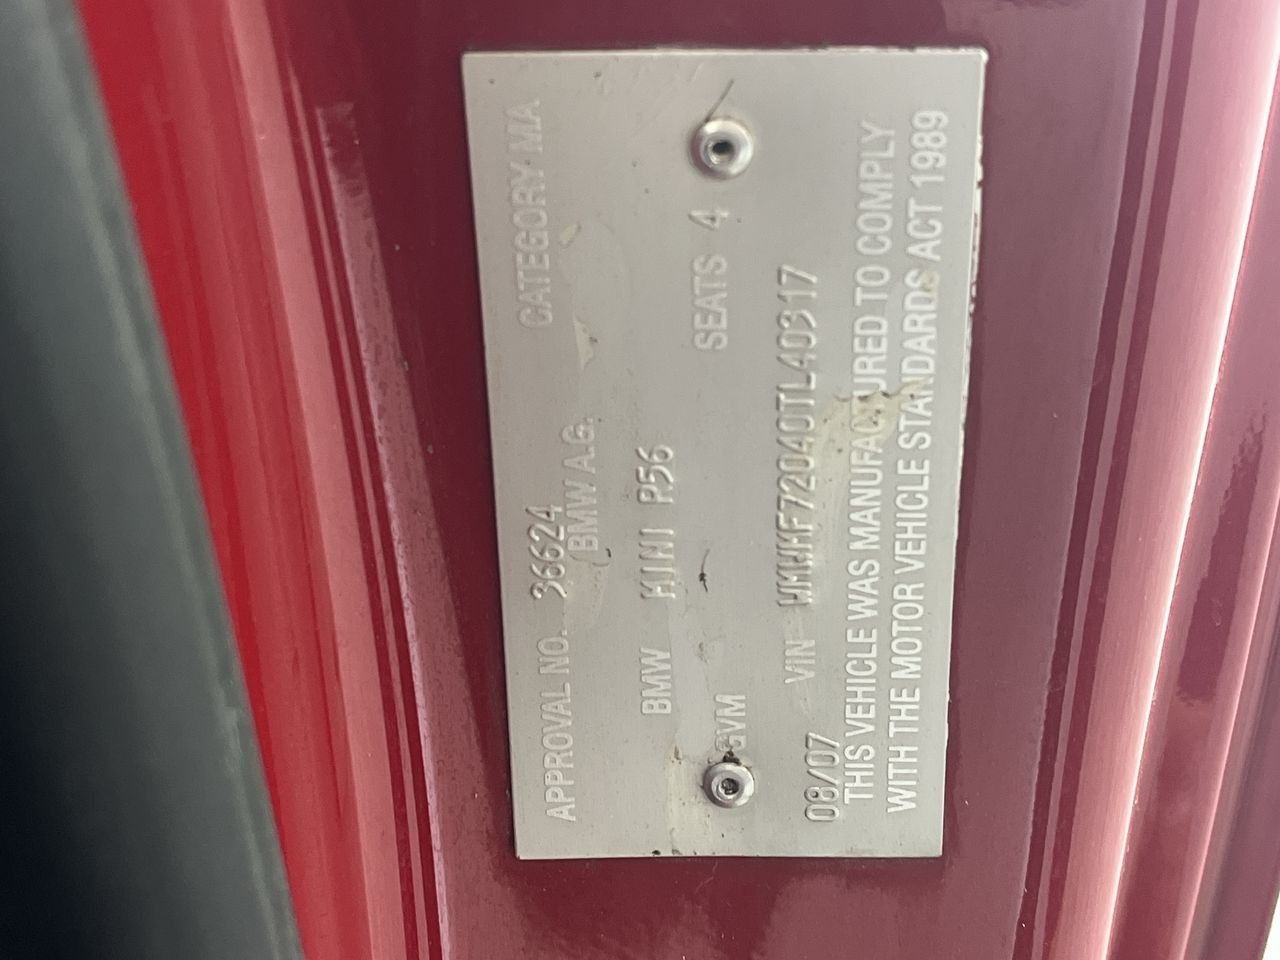 APPROVAL NO. 36624 CATEGORY MA
BMW A.G.
BMW MINI R56
GVM SEATS 4
08/07 VIN WMWMF72040TL40317
THIS VEHICLE WAS MANUFACTURED TO COMPLY
WITH THE MOTOR VEHICLE STANDARDS ACT 1989